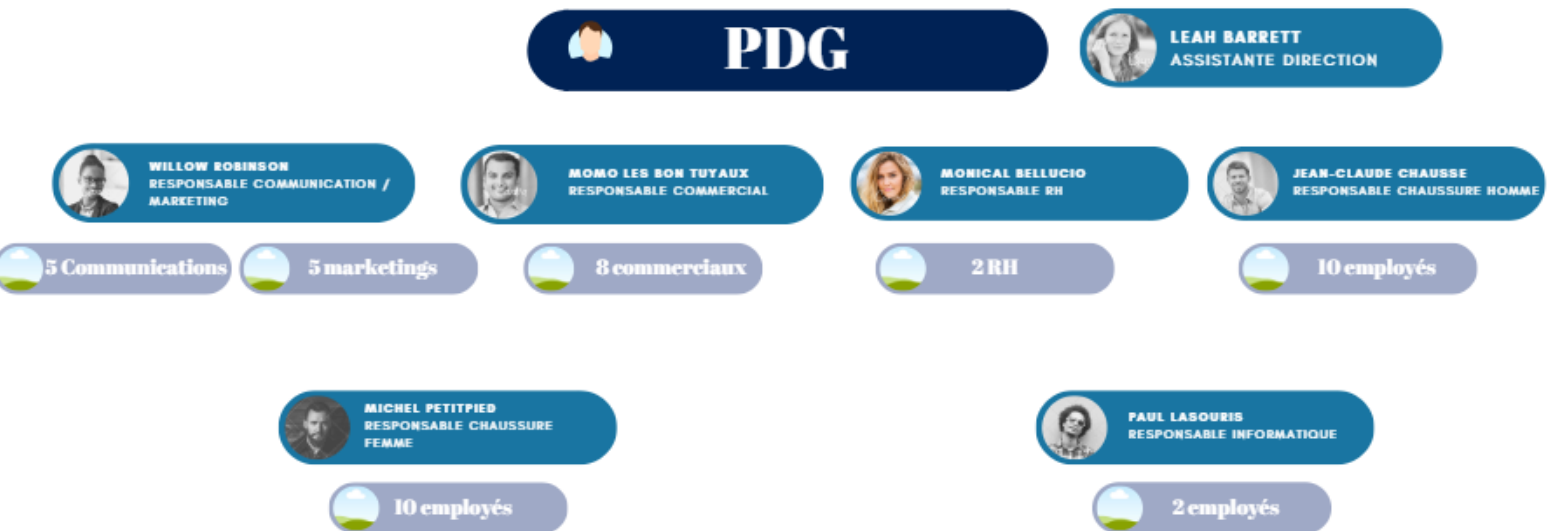 PDG
LEAH BARRETT
ASSISTANTE DIRECTION
WILLOW ROBINSON
RESPONSABLE COMMUNICATION /
MARKETING
MOMO LES BON TUYAUX
RESPONSABLE COMMERCIAL
MONICAL BELLUCIO
RESPONSABLE RH
JEAN-CLAUDE CHAUSSE
RESPONSABLE CHAUSSURE HOMME
5 Communications
5 marketings
8 commerciaux
2 RH
10 employés
MICHEL PETITPIED
RESPONSABLE CHAUSSURE
FEMME
PAUL LASOURIS
RESPONSABLE INFORMATIQUE
10 employés
2 employés